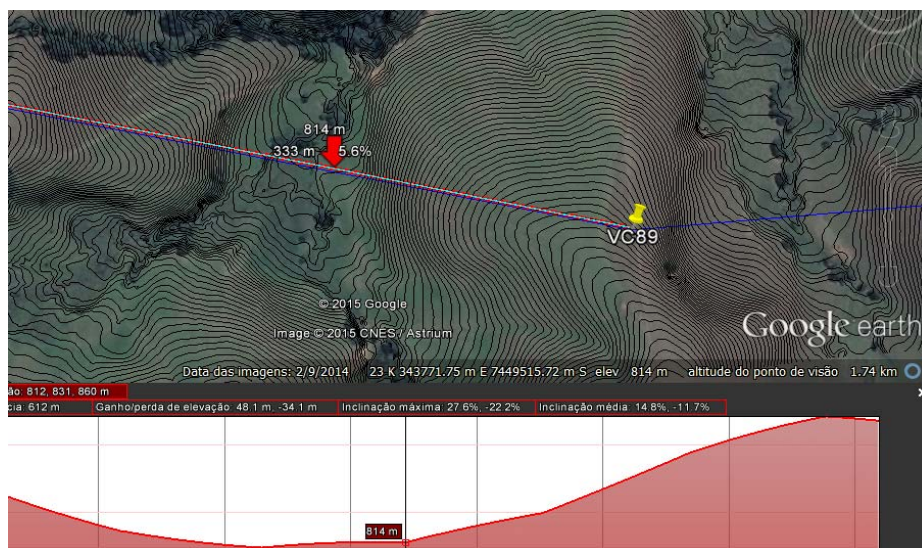 814 m
333 m 5.6%
VC89
© 2015 Google
Image © 2015 CNES / Astrium
Google earth
Data das imagens: 2/9/2014 23 K 343771.75 m E 7449515.72 m S elev 814 m altitude do ponto de visão 1.74 km
ão: 812, 831, 860 m
cia: 612 m Ganho/perda de elevação: 48.1 m, -34.1 m Inclinação máxima: 27.6%, -22.2% Inclinação média: 14.8%, -11.7%
814 m